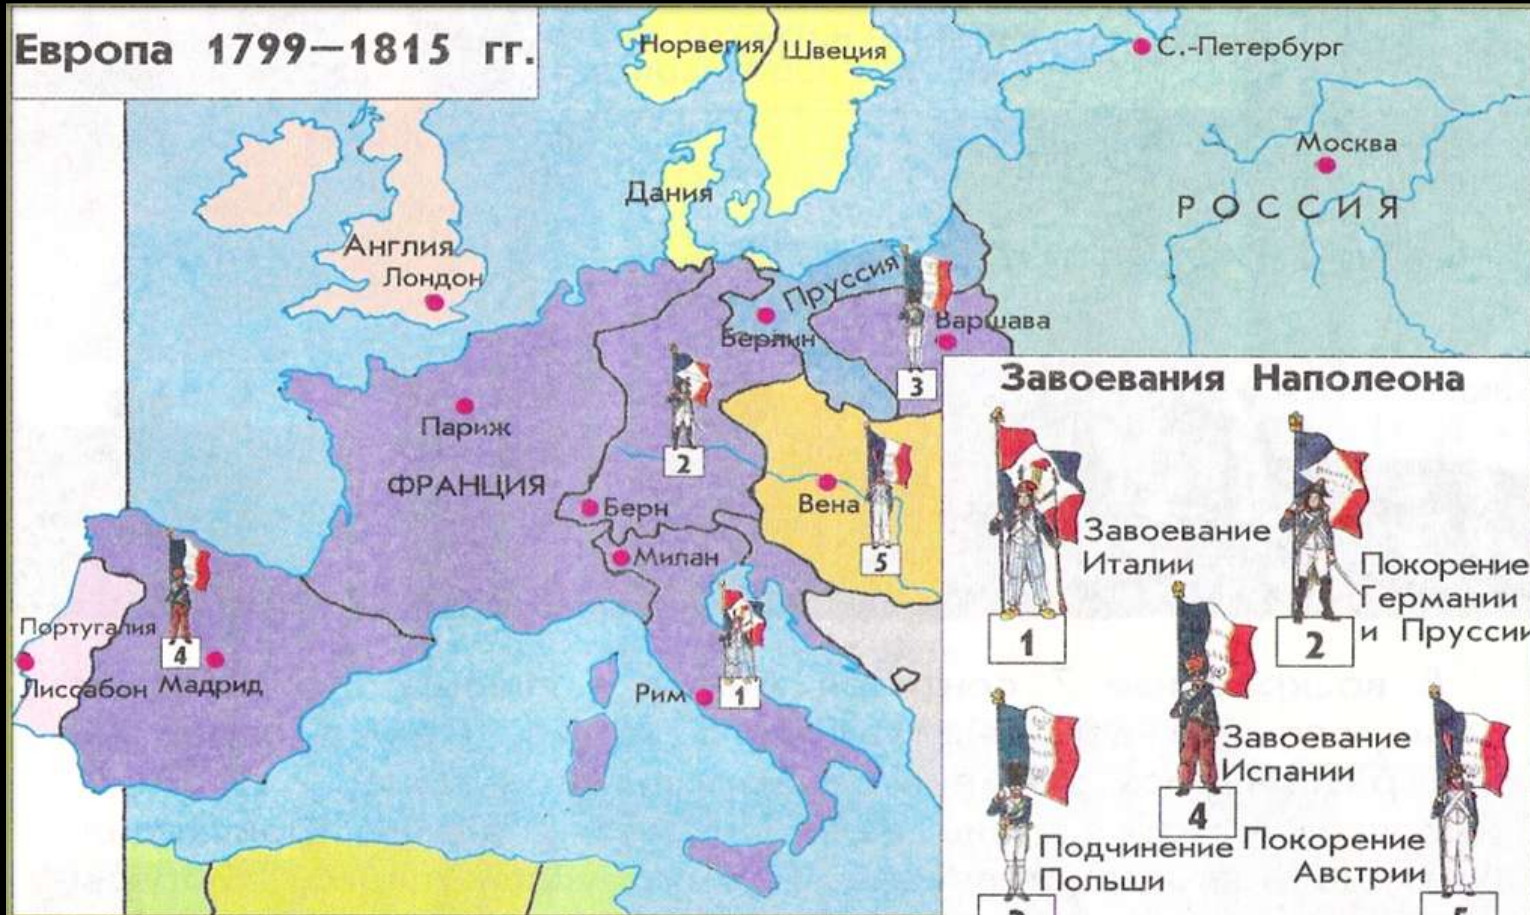 Европа 1799—1815 гг.
Норвегия
Швеция
С.-Петербург
Москва
РОССИЯ
Дания
Англия
Лондон
Пруссия
Берлин
Варшава
3
Париж
2
ФРАНЦИЯ
Берн
Вена
5
Милан
Португалия
4
Лиссабон
Мадрид
Рим
1
Завоевания Наполеона
Завоевание
Италии
1
Покорение
Германии
и Пруссии
2
Завоевание
Испании
4
Подчинение
Польши
Покорение
Австрии